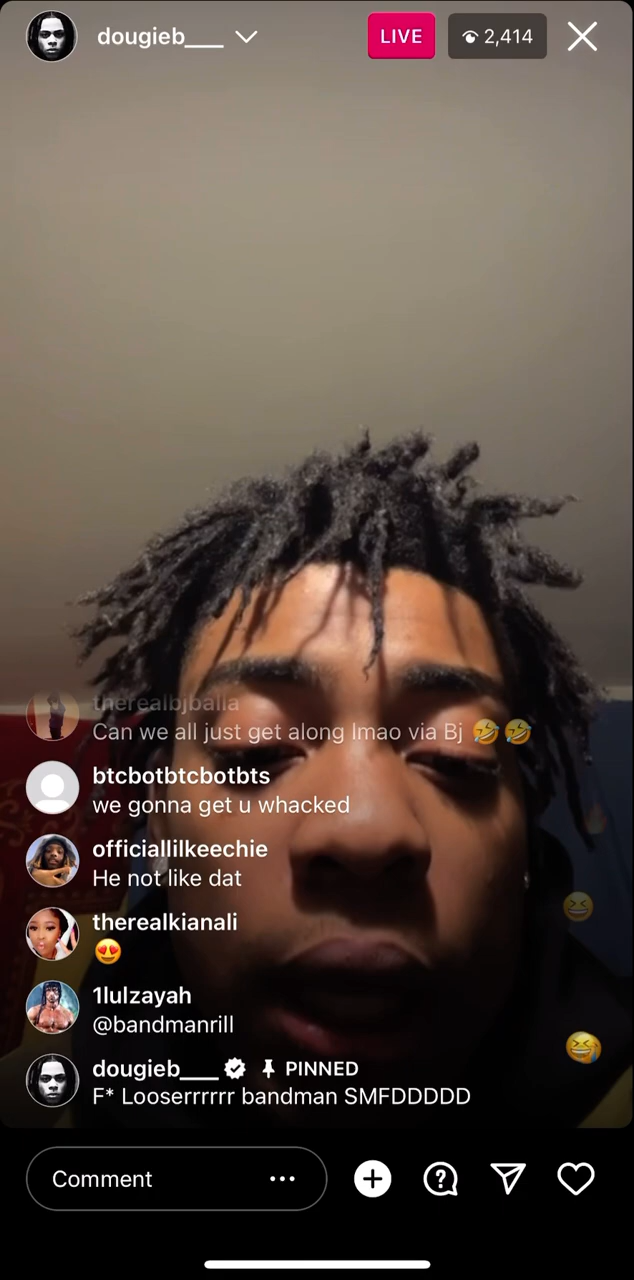 dougieb___
LIVE
2,414
therealbjballa
Can we all just get along lmao via Bj 🤣🤣
btcbotbtcbotbts
we gonna get u whacked
officiallilkeechie
He not like dat
therealkianali
😍
1lulzayah
@bandmanrill
dougieb___ PINNED
F* Looserrrrrr bandman SMFDDDDD
Comment